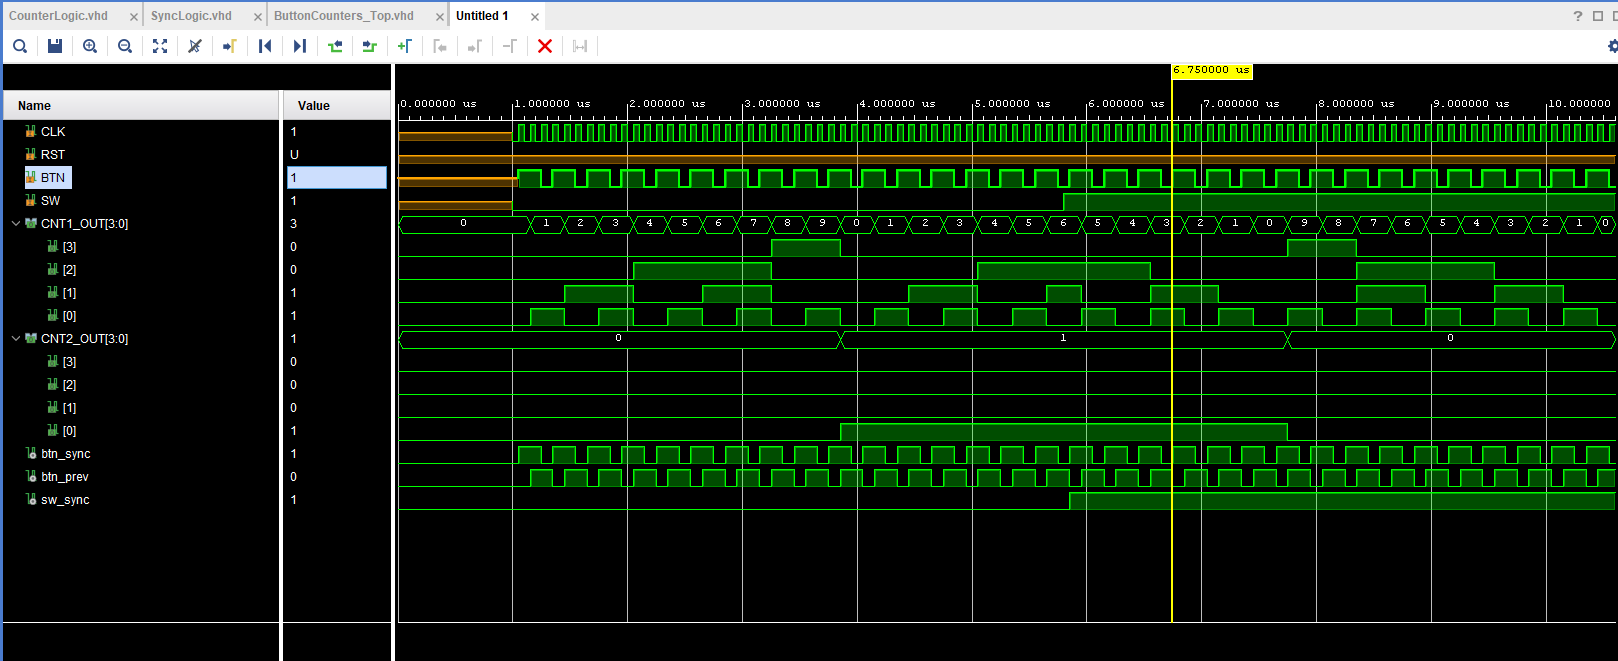 CounterLogic.vhd × SyncLogic.vhd × ButtonCounters_Top.vhd × Untitled 1 × ?
6.750000 us
Name Value 0.000000 us 1.000000 us 2.000000 us 3.000000 us 4.000000 us 5.000000 us 6.000000 us 7.000000 us 8.000000 us 9.000000 us 10.000000
CLK 1
RST U
BTN 1
SW 1
CNT1_OUT[3:0] 3 0 1 2 3 4 5 6 7 8 9 0 1 2 3 4 5 6 5 4 3 2 1 0 9 8 7 6 5 4 3 2 1 0
[3] 0
[2] 0
[1] 1
[0] 1
CNT2_OUT[3:0] 1 0 1 0
[3] 0
[2] 0
[1] 0
[0] 1
btn_sync 1
btn_prev 0
sw_sync 1